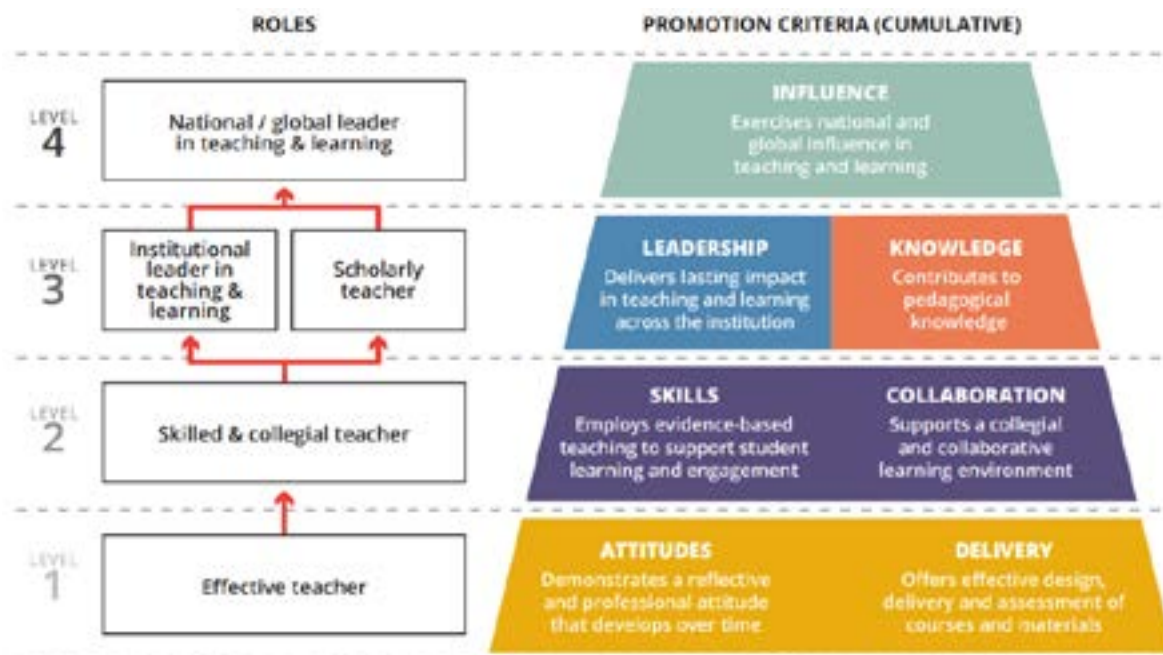 ROLES
PROMOTION CRITERIA (CUMULATIVE)
LEVEL
4
National / global leader
in teaching & learning
INFLUENCE
Exercises national and
global influence in
teaching and learning
LEVEL
3
Institutional
leader in
teaching &
learning
Scholarly
teacher
LEADERSHIP
Delivers lasting impact
in teaching and learning
across the institution
KNOWLEDGE
Contributes to
pedagogical
knowledge
LEVEL
2
Skilled & collegial teacher
SKILLS
Employs evidence-based
teaching to support student
learning and engagement
COLLABORATION
Supports a collegial
and collaborative
learning environment
LEVEL
1
Effective teacher
ATTITUDES
Demonstrates a reflective
and professional attitude
that develops over time
DELIVERY
Offers effective design,
delivery and assessment of
courses and materials